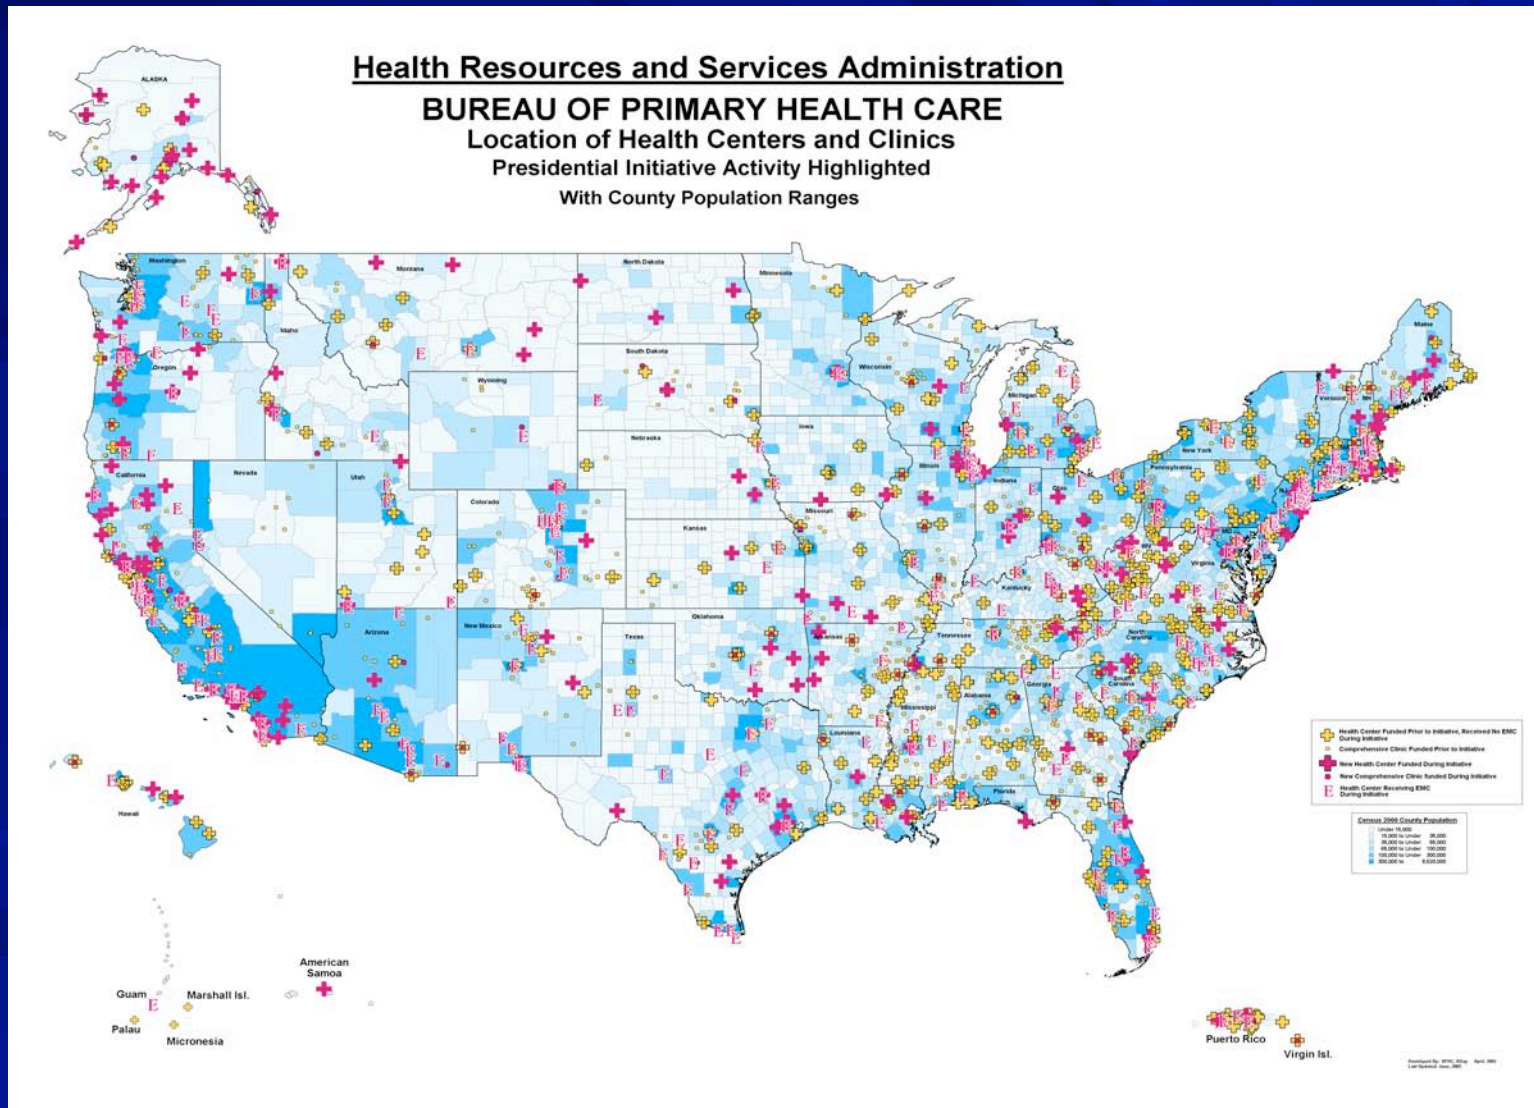 Health Resources and Services Administration
BUREAU OF PRIMARY HEALTH CARE
Location of Health Centers and Clinics
Presidential Initiative Activity Highlighted
With County Population Ranges
ALASKA
Washington
Montana
North Dakota
Minnesota
Maine
Idaho
Oregon
South Dakota
Wisconsin
Michigan
Vermont
NH
Wyoming
Nebraska
Iowa
New York
Pennsylvania
California
Nevada
Utah
Colorado
Illinois
Indiana
Ohio
Missouri
Kansas
Kentucky
Virginia
Arizona
New Mexico
Texas
Oklahoma
Arkansas
Tennessee
North
Carolina
South
Carolina
Mississippi
Alabama
Georgia
Louisiana
Florida
Hawaii
Health Center Funded Prior to Initiative, Received No EMC
During Initiative
Comprehensive Clinic Funded Prior to Initiative
New Health Center Funded During Initiative
New Comprehensive Clinic funded During Initiative
E Health Center Receiving EMC
During Initiative
Census 2000 County Population
American
Samoa
Guam
Marshall Isl.
Palau
Micronesia
Puerto Rico
Virgin Isl.